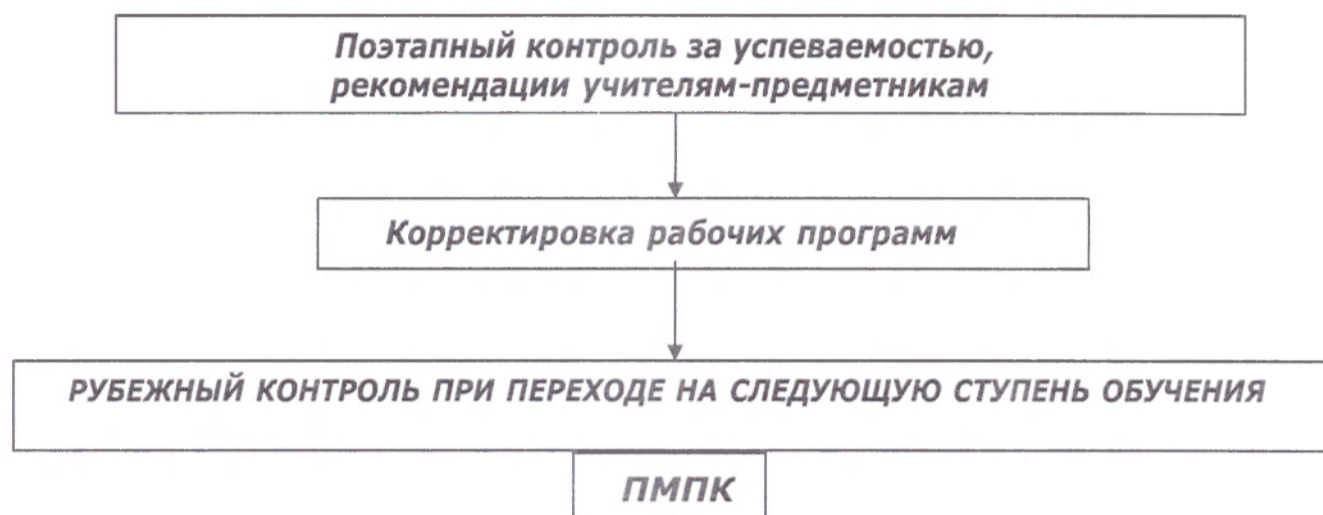 Поэтапный контроль за успеваемостью,
рекомендации учителям-предметникам
Корректировка рабочих программ
РУБЕЖНЫЙ КОНТРОЛЬ ПРИ ПЕРЕХОДЕ НА СЛЕДУЮЩУЮ СТУПЕНЬ ОБУЧЕНИЯ
ПМПК